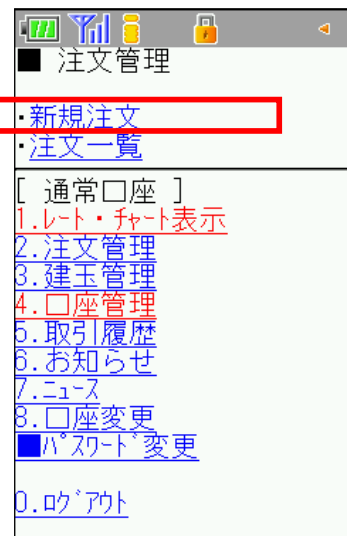 ■ 注文管理
・新規注文
・注文一覧
[ 通常口座 ]
1.ﾚｰﾄ・ﾁｬｰﾄ表示
2.注文管理
3.建玉管理
4.口座管理
5.取引履歴
6.お知らせ
7.ﾆｭｰｽ
8.口座変更
■ﾊﾟｽﾜｰﾄﾞ変更
0.ﾛｸﾞｱｳﾄ